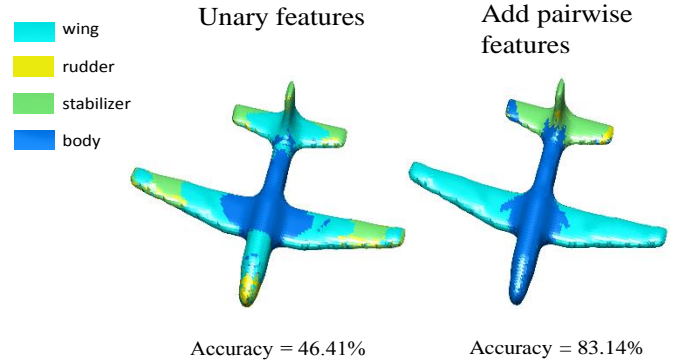 Unary features
Add pairwise
features
wing
rudder
stabilizer
body
Accuracy = 46.41%
Accuracy = 83.14%